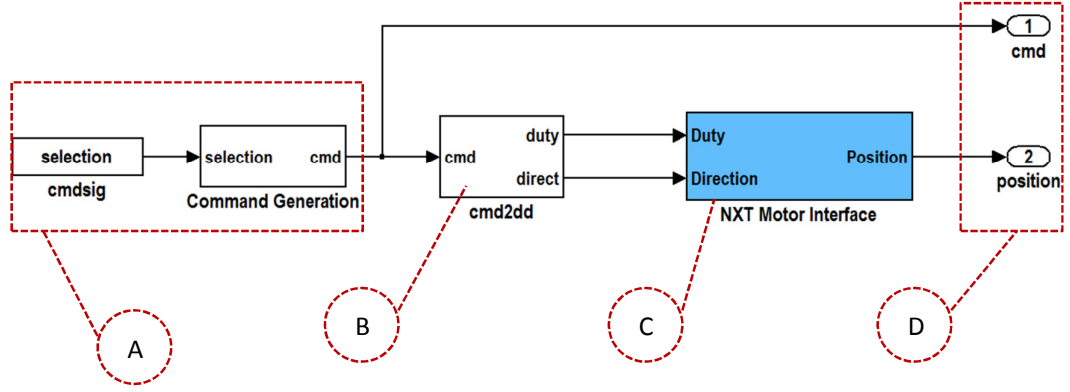 1
cmd
selection
cmdsig
selection cmd
Command Generation
duty
cmd
direct
cmd2dd
Duty
Position
Direction
NXT Motor Interface
2
position
A
B
C
D